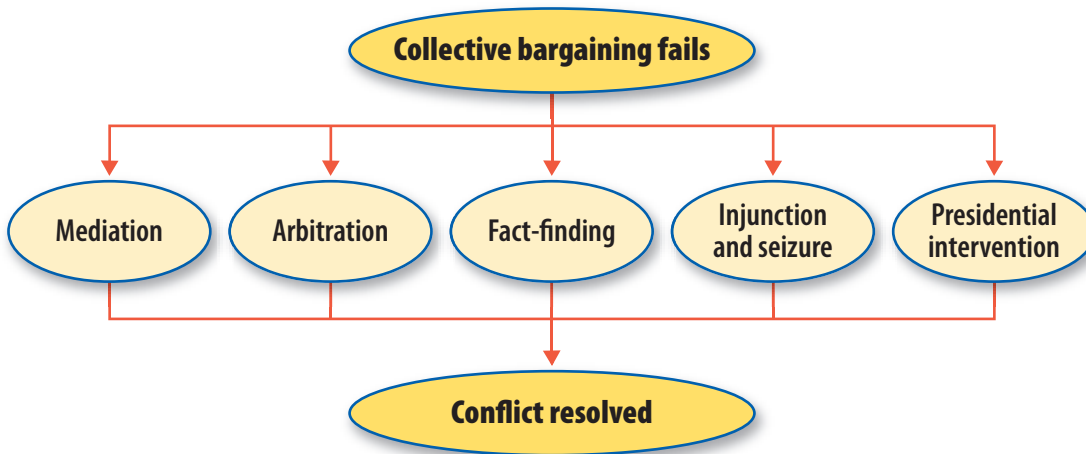 Collective bargaining fails
Mediation
Arbitration
Fact-finding
Injunction
and seizure
Presidential
intervention
Conflict resolved